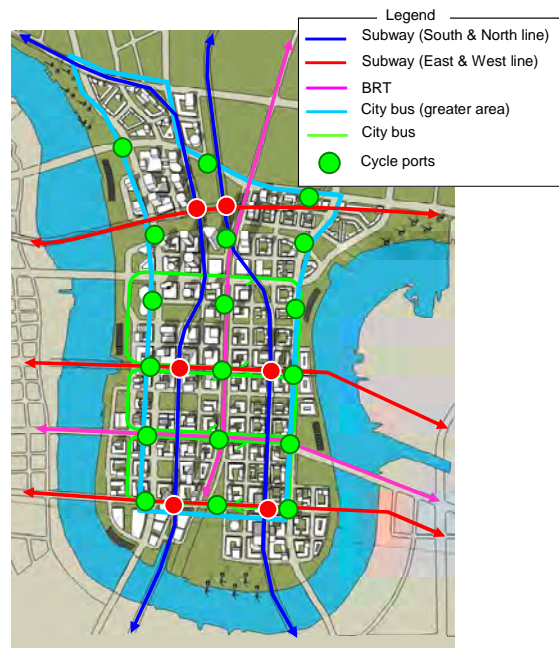 Legend
Subway (South & North line)
Subway (East & West line)
BRT
City bus (greater area)
City bus
Cycle ports